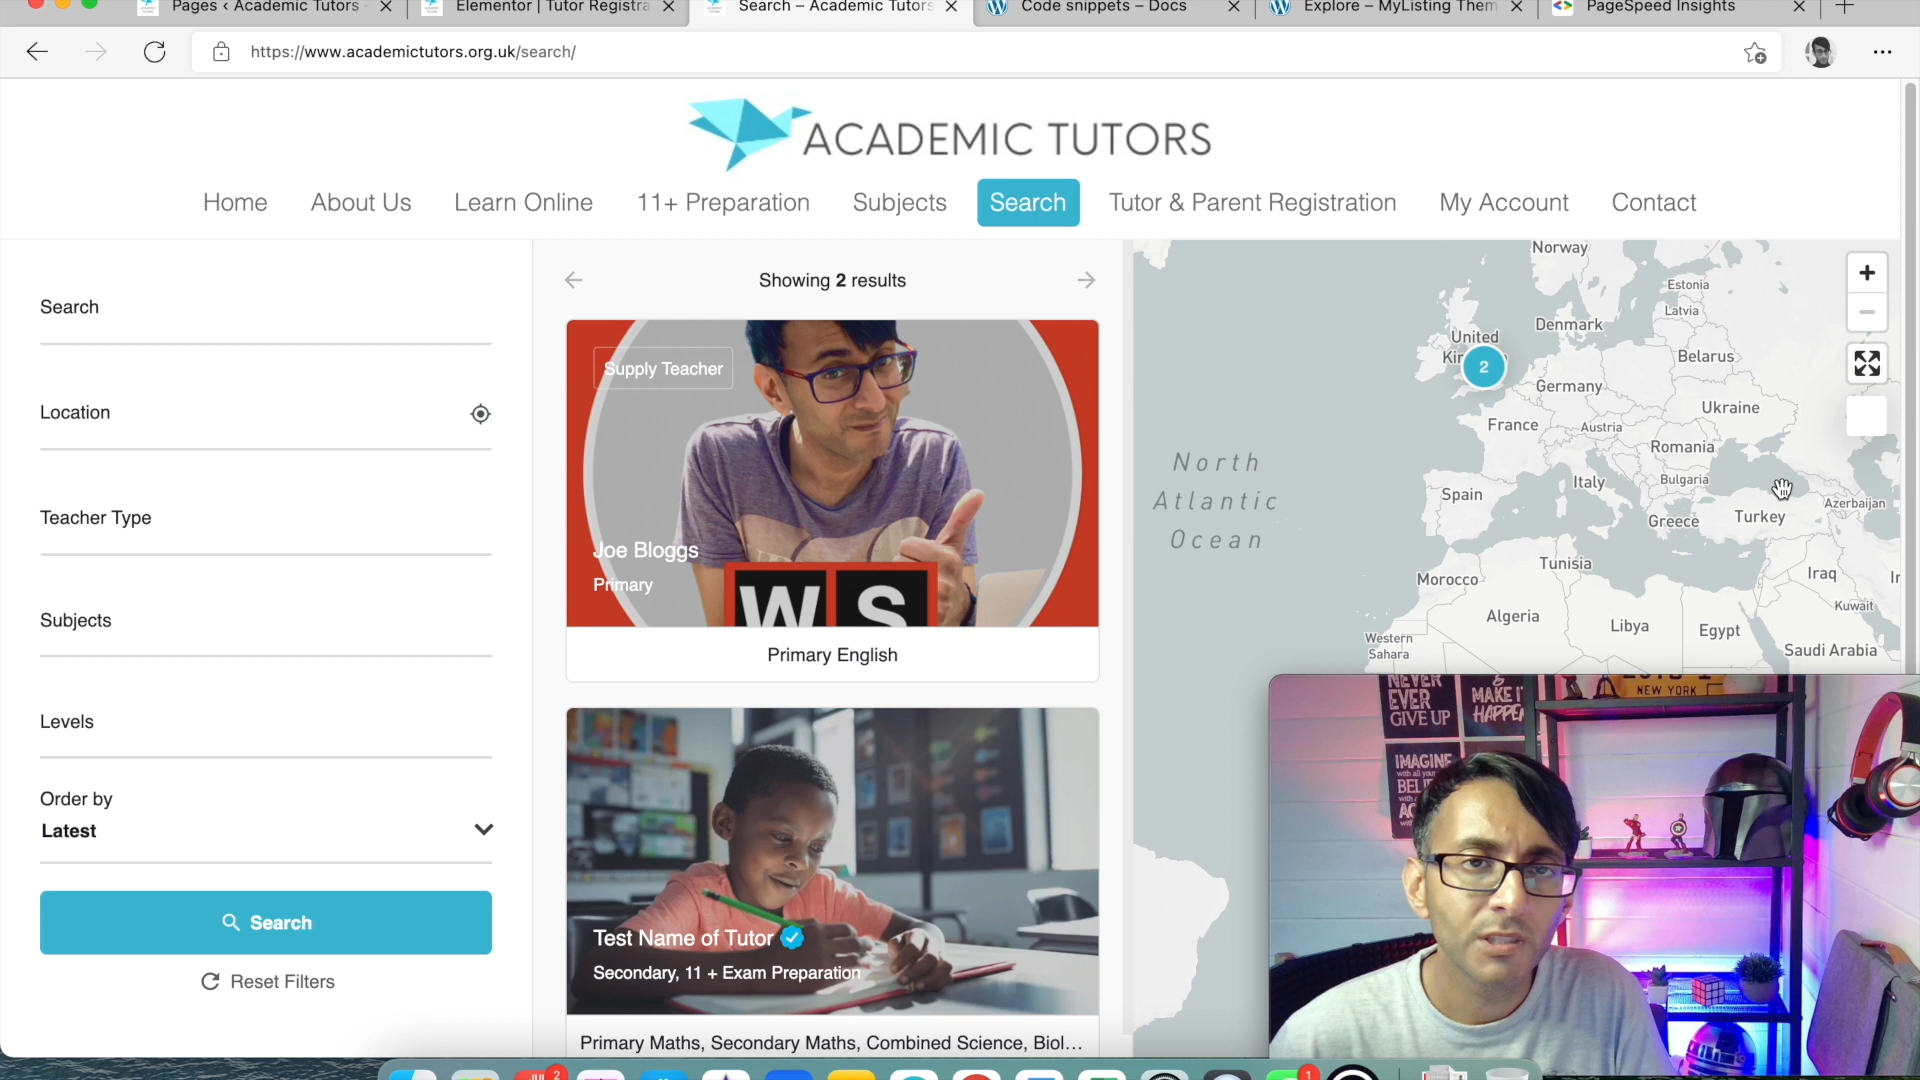 Pages ‹ Academic Tutors
Elementor | Tutor Registra
Search – Academic Tutors
Code snippets – Docs
Explore – MyListing Them
PageSpeed Insights
https://www.academictutors.org.uk/search/
ACADEMIC TUTORS
Home
About Us
Learn Online
11+ Preparation
Subjects
Search
Tutor & Parent Registration
My Account
Contact
Search
Location
Teacher Type
Subjects
Levels
Order by
Latest
Search
Reset Filters
Showing 2 results
Supply Teacher
Joe Bloggs
Primary
WS
Primary English
Test Name of Tutor
Secondary, 11 + Exam Preparation
Primary Maths, Secondary Maths, Combined Science, Biol...
Norway
Estonia
Latvia
Denmark
United
Kin
2
Belarus
Germany
Ukraine
France
Austria
Romania
Italy
Bulgaria
Spain
Greece
Turkey
Azerbaijan
North
Atlantic
Ocean
Morocco
Tunisia
Iraq
Algeria
Libya
Egypt
Kuwait
Western
Sahara
Saudi Arabia
NEVER
EVER
GIVE UP
MAKE IT
HAPPEN
NEW YORK
IMAGINE
2
1